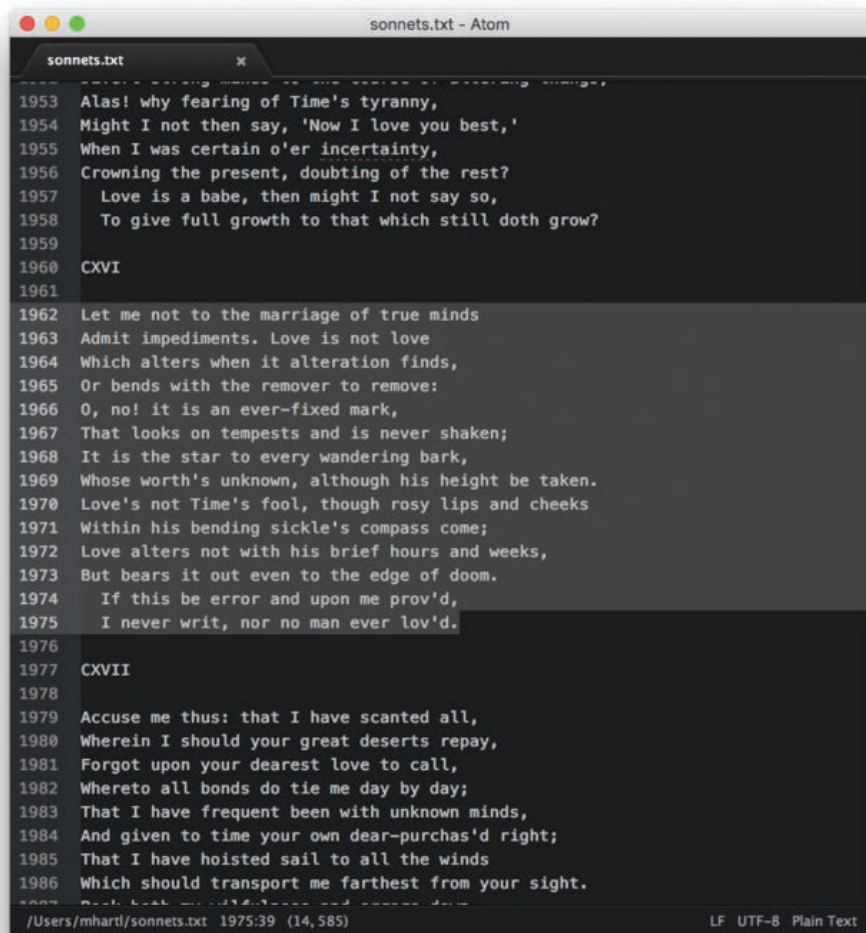 sonnets.txt - Atom
sonnets.txt ×
1953 Alas! why fearing of Time's tyranny,
1954 Might I not then say, 'Now I love you best,'
1955 When I was certain o'er incertainty,
1956 Crowning the present, doubting of the rest?
1957 Love is a babe, then might I not say so,
1958 To give full growth to that which still doth grow?
1959
1960 CXVI
1961
1962 Let me not to the marriage of true minds
1963 Admit impediments. Love is not love
1964 Which alters when it alteration finds,
1965 Or bends with the remover to remove:
1966 O, no! it is an ever-fixed mark,
1967 That looks on tempests and is never shaken;
1968 It is the star to every wandering bark,
1969 Whose worth's unknown, although his height be taken.
1970 Love's not Time's fool, though rosy lips and cheeks
1971 Within his bending sickle's compass come;
1972 Love alters not with his brief hours and weeks,
1973 But bears it out even to the edge of doom.
1974 If this be error and upon me prov'd,
1975 I never writ, nor no man ever lov'd.
1976
1977 CXVII
1978
1979 Accuse me thus: that I have scanted all,
1980 Wherein I should your great deserts repay,
1981 Forgot upon your dearest love to call,
1982 Whereto all bonds do tie me day by day;
1983 That I have frequent been with unknown minds,
1984 And given to time your own dear-purchas'd right;
1985 That I have hoisted sail to all the winds
1986 Which should transport me farthest from your sight.
/Users/mhartl/sonnets.txt 1975:39 (14, 585) LF UTF-8 Plain Text